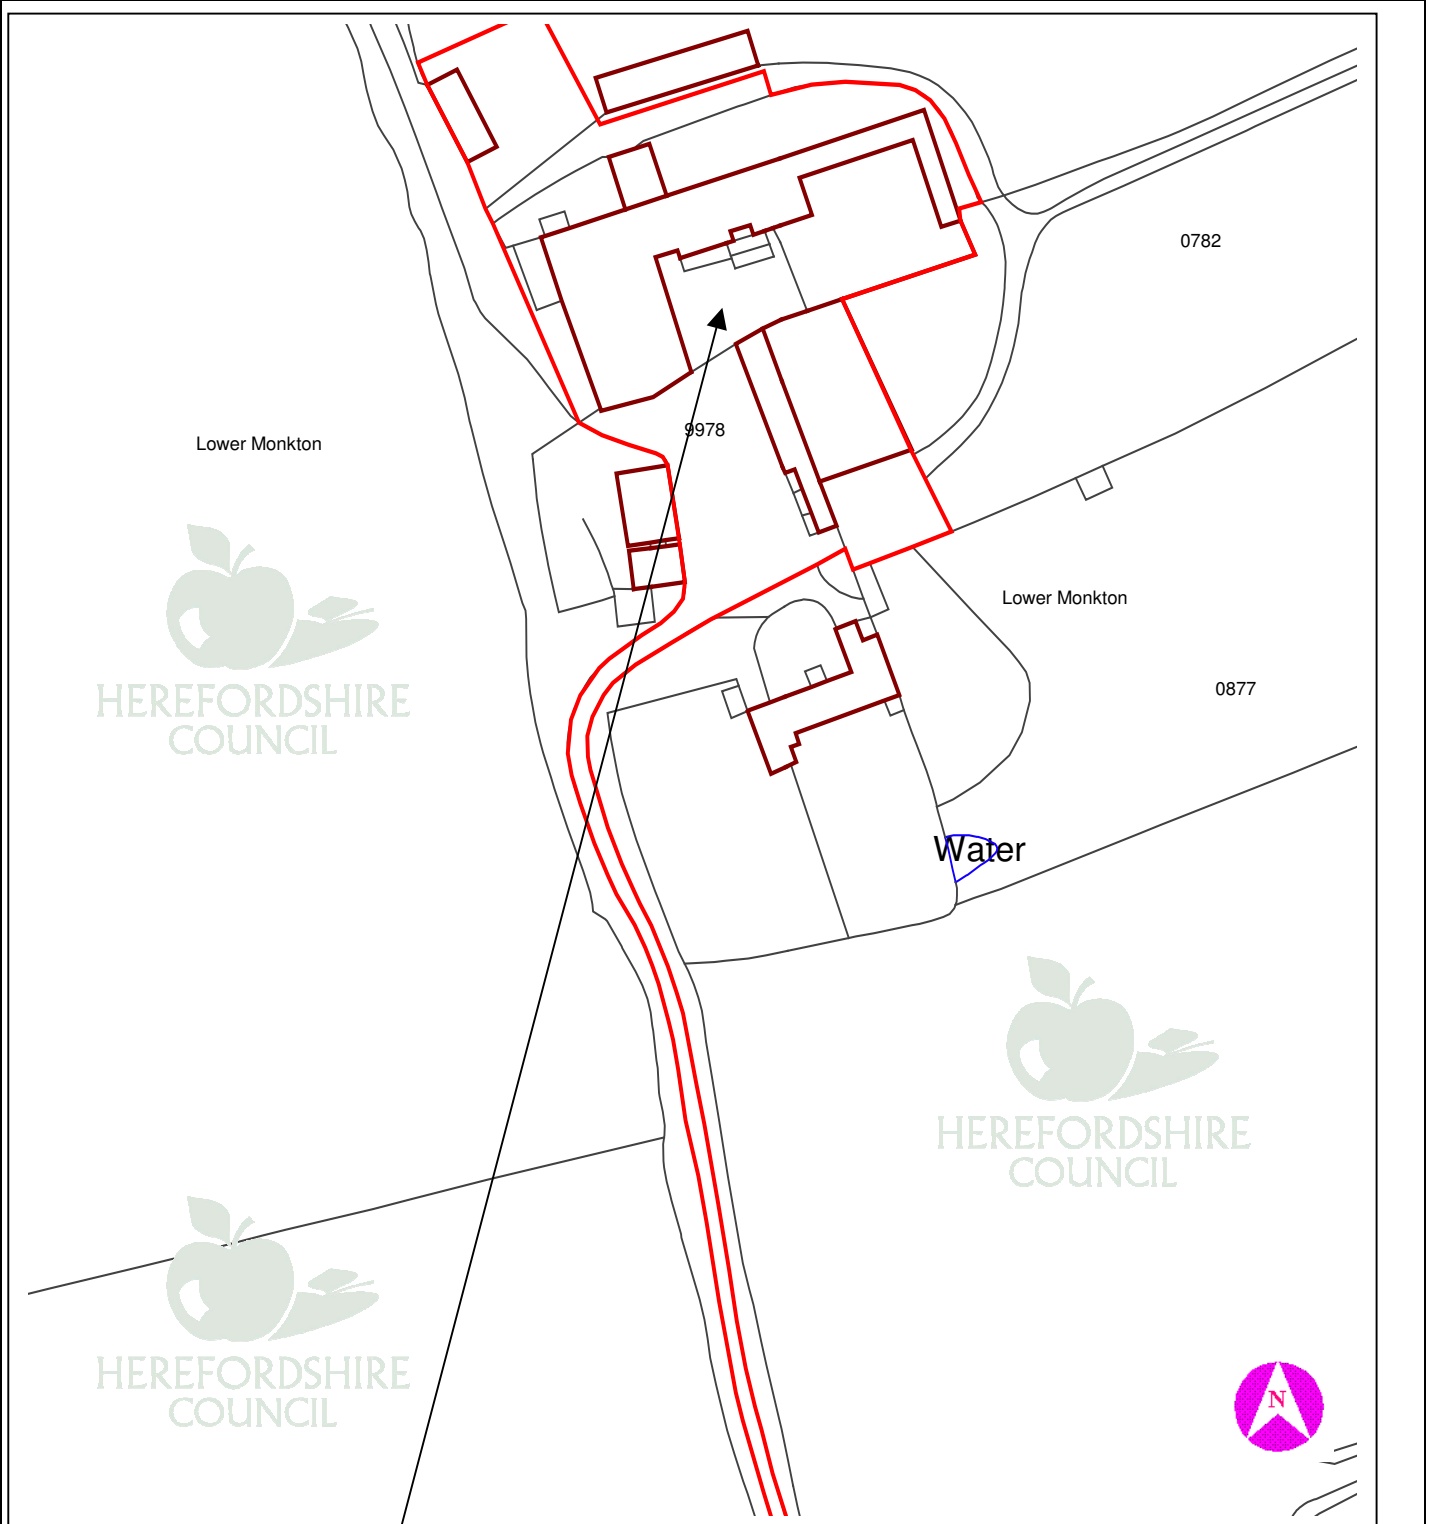 0782
9978
Lower Monkton
Lower Monkton
0877
HEREFORDSHIRE
COUNCIL
Water
HEREFORDSHIRE
COUNCIL
HEREFORDSHIRE
COUNCIL
N